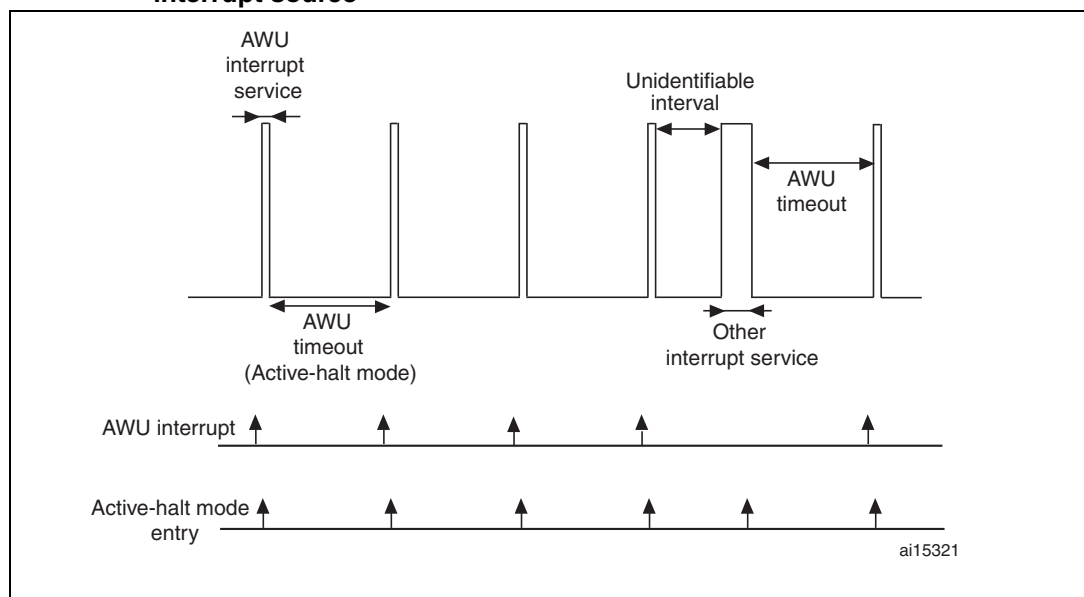 interrupt source
AWU
interrupt
service
Unidentifiable
interval
AWU
timeout
AWU
timeout
(Active-halt mode)
Other
interrupt service
AWU interrupt
Active-halt mode
entry
ai15321